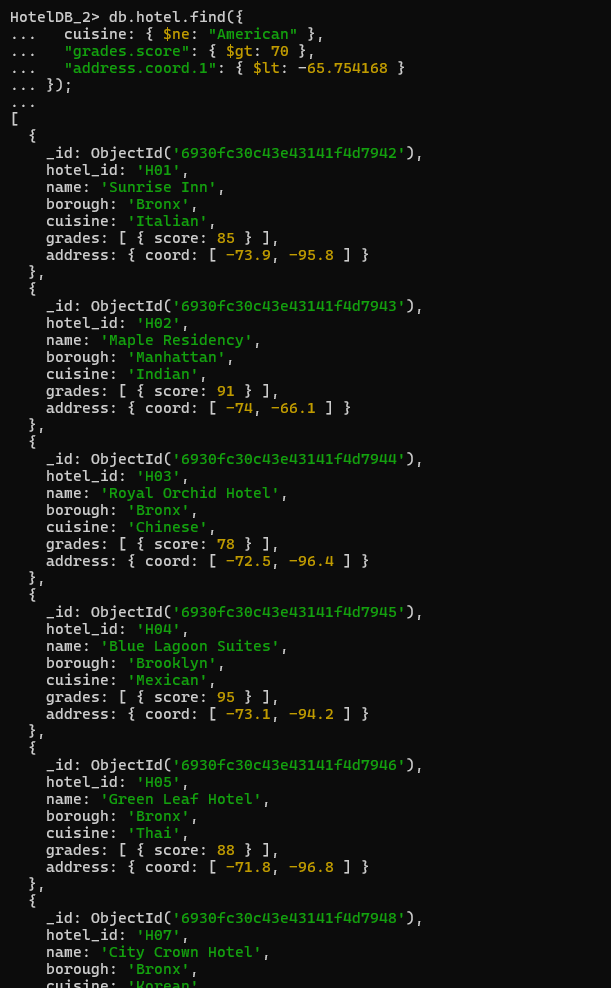 HotelDB_2> db.hotel.find({
...   cuisine: { $ne: "American" },
...   "grades.score": { $gt: 70 },
...   "address.coord.1": { $lt: -65.754168 }
... });
...
[
  {
    _id: ObjectId('6930fc30c43e43141f4d7942'),
    hotel_id: 'H01',
    name: 'Sunrise Inn',
    borough: 'Bronx',
    cuisine: 'Italian',
    grades: [ { score: 85 } ],
    address: { coord: [ -73.9, -95.8 ] }
  },
  {
    _id: ObjectId('6930fc30c43e43141f4d7943'),
    hotel_id: 'H02',
    name: 'Maple Residency',
    borough: 'Manhattan',
    cuisine: 'Indian',
    grades: [ { score: 91 } ],
    address: { coord: [ -74, -66.1 ] }
  },
  {
    _id: ObjectId('6930fc30c43e43141f4d7944'),
    hotel_id: 'H03',
    name: 'Royal Orchid Hotel',
    borough: 'Bronx',
    cuisine: 'Chinese',
    grades: [ { score: 78 } ],
    address: { coord: [ -72.5, -96.4 ] }
  },
  {
    _id: ObjectId('6930fc30c43e43141f4d7945'),
    hotel_id: 'H04',
    name: 'Blue Lagoon Suites',
    borough: 'Brooklyn',
    cuisine: 'Mexican',
    grades: [ { score: 95 } ],
    address: { coord: [ -73.1, -94.2 ] }
  },
  {
    _id: ObjectId('6930fc30c43e43141f4d7946'),
    hotel_id: 'H05',
    name: 'Green Leaf Hotel',
    borough: 'Bronx',
    cuisine: 'Thai',
    grades: [ { score: 88 } ],
    address: { coord: [ -71.8, -96.8 ] }
  },
  {
    _id: ObjectId('6930fc30c43e43141f4d7948'),
    hotel_id: 'H07',
    name: 'City Crown Hotel',
    borough: 'Bronx',
    cuisine: 'Korean',